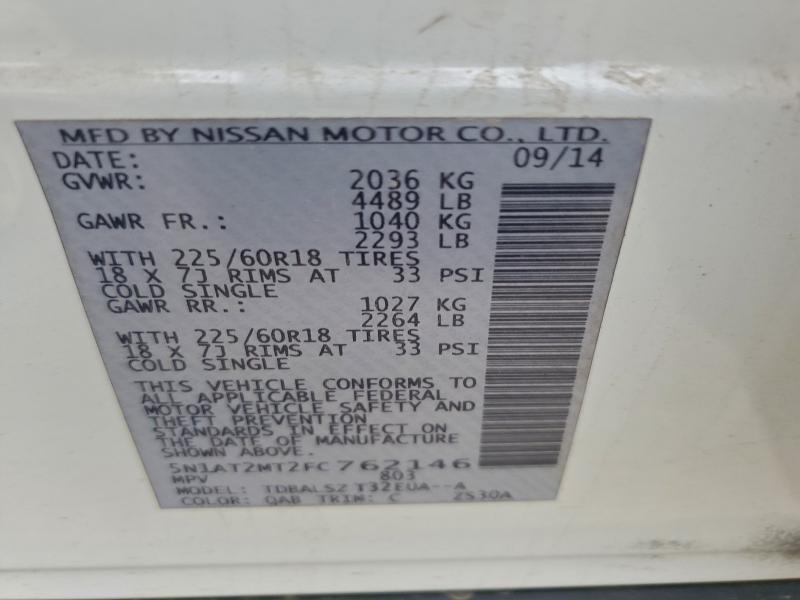 MFD BY NISSAN MOTOR CO., LTD.
DATE: 09/14
GVWR: 2036 KG
4489 LB
GAWR FR.: 1040 KG
2293 LB
WITH 225/60R18 TIRES
18 X 7J RIMS AT 33 PSI
COLD SINGLE
GAWR RR.: 1027 KG
2264 LB
WITH 225/60R18 TIRES
18 X 7J RIMS AT 33 PSI
COLD SINGLE
THIS VEHICLE CONFORMS TO
ALL APPLICABLE FEDERAL
MOTOR VEHICLE SAFETY AND
THEFT PREVENTION
STANDARDS IN EFFECT ON
THE DATE OF MANUFACTURE
SHOWN ABOVE.
5N1AT2MT2FC762146
MPV 803
MODEL: TDBALSZ T32EUA--A
COLOR: QAB TRIM: C 2S30A